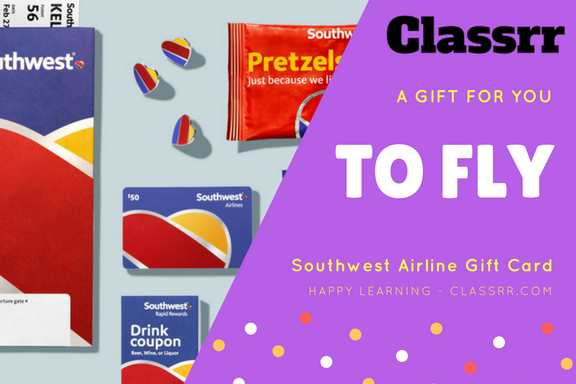 Southwest
56
Feb 27
Southwest
Pretzels
Just because we li
$50
Southwest
Airlines
Southwest
Rapid Rewards
Drink
coupon
Beer, Wine, or Liquor
Classrr
A GIFT FOR YOU
TO FLY
Southwest Airline Gift Card
HAPPY LEARNING - CLASSRR.COM